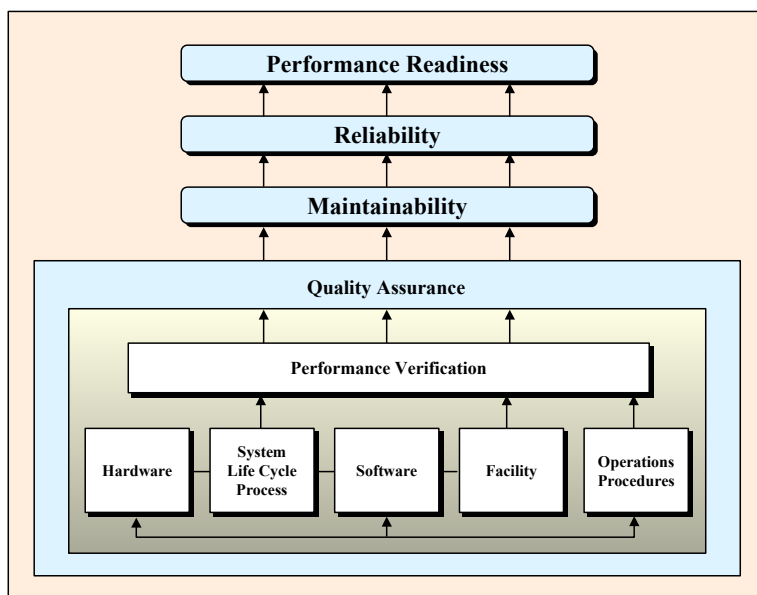 Performance Readiness
Reliability
Maintainability
Quality Assurance
Performance Verification
Hardware
System
Life Cycle
Process
Software
Facility
Operations
Procedures